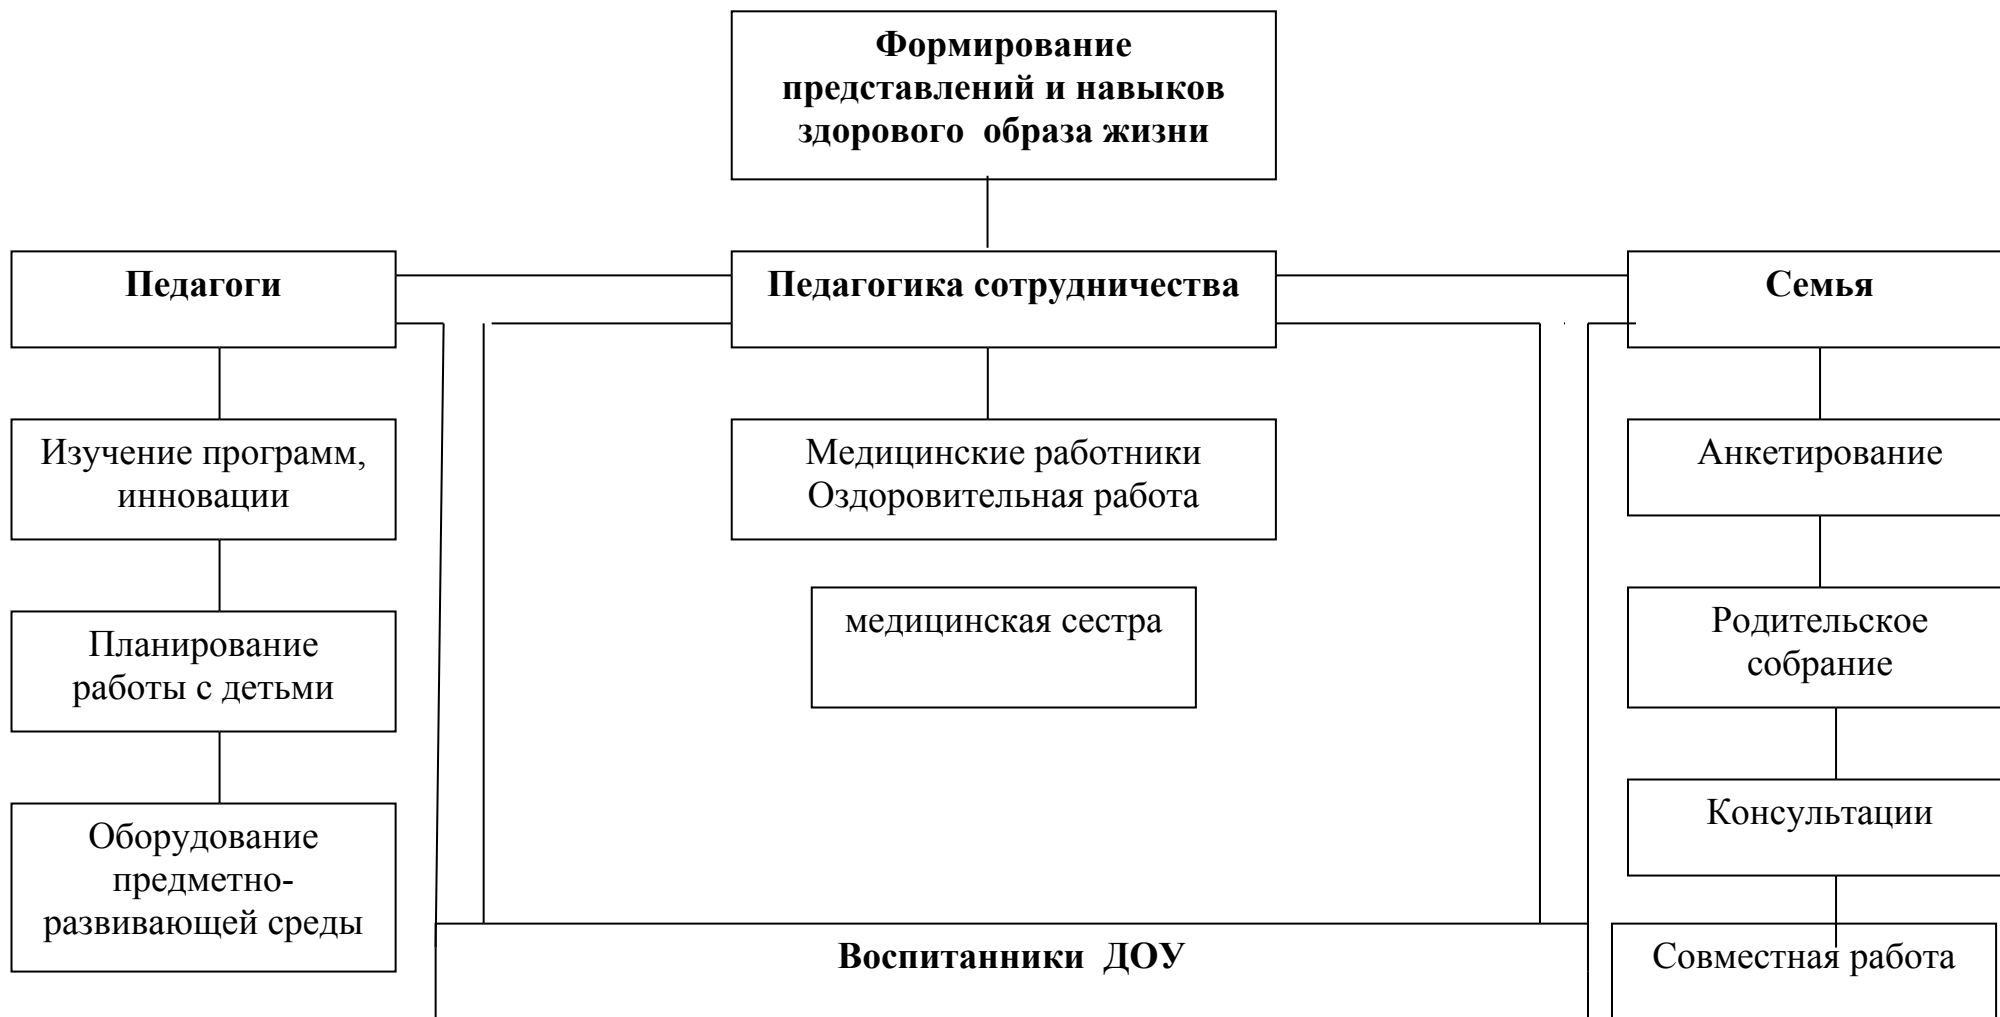 Формирование
представлений и навыков
здорового  образа жизни
Педагоги
Педагогика сотрудничества
Семья
Изучение программ,
инновации
Медицинские работники
Оздоровительная работа
Анкетирование
Планирование
работы с детьми
медицинская сестра
Родительское
собрание
Оборудование
предметно-
развивающей среды
Консультации
Воспитанники  ДОУ
Совместная работа